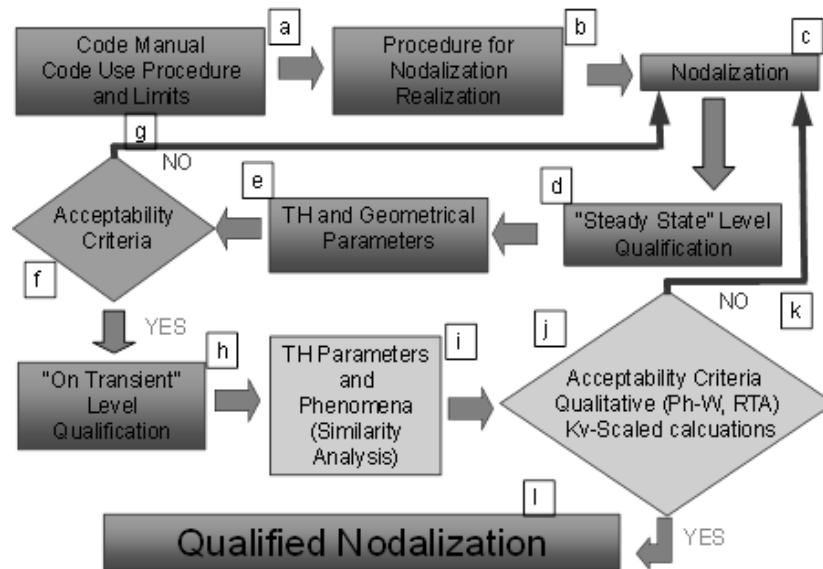 a
Code Manual
Code Use Procedure
and Limits
b
Procedure for
Nodalization
Realization
c
Nodalization
g
NO
Acceptability
Criteria
f
e
TH and Geometrical
Parameters
d
"Steady State" Level
Qualification
YES
h
"On Transient"
Level
Qualification
i
TH Parameters
and
Phenomena
(Similarity
Analysis)
j
NO
k
Acceptability Criteria
Qualitative (Ph-W, RTA)
Kv-Scaled calcuations
l
Qualified Nodalization
YES